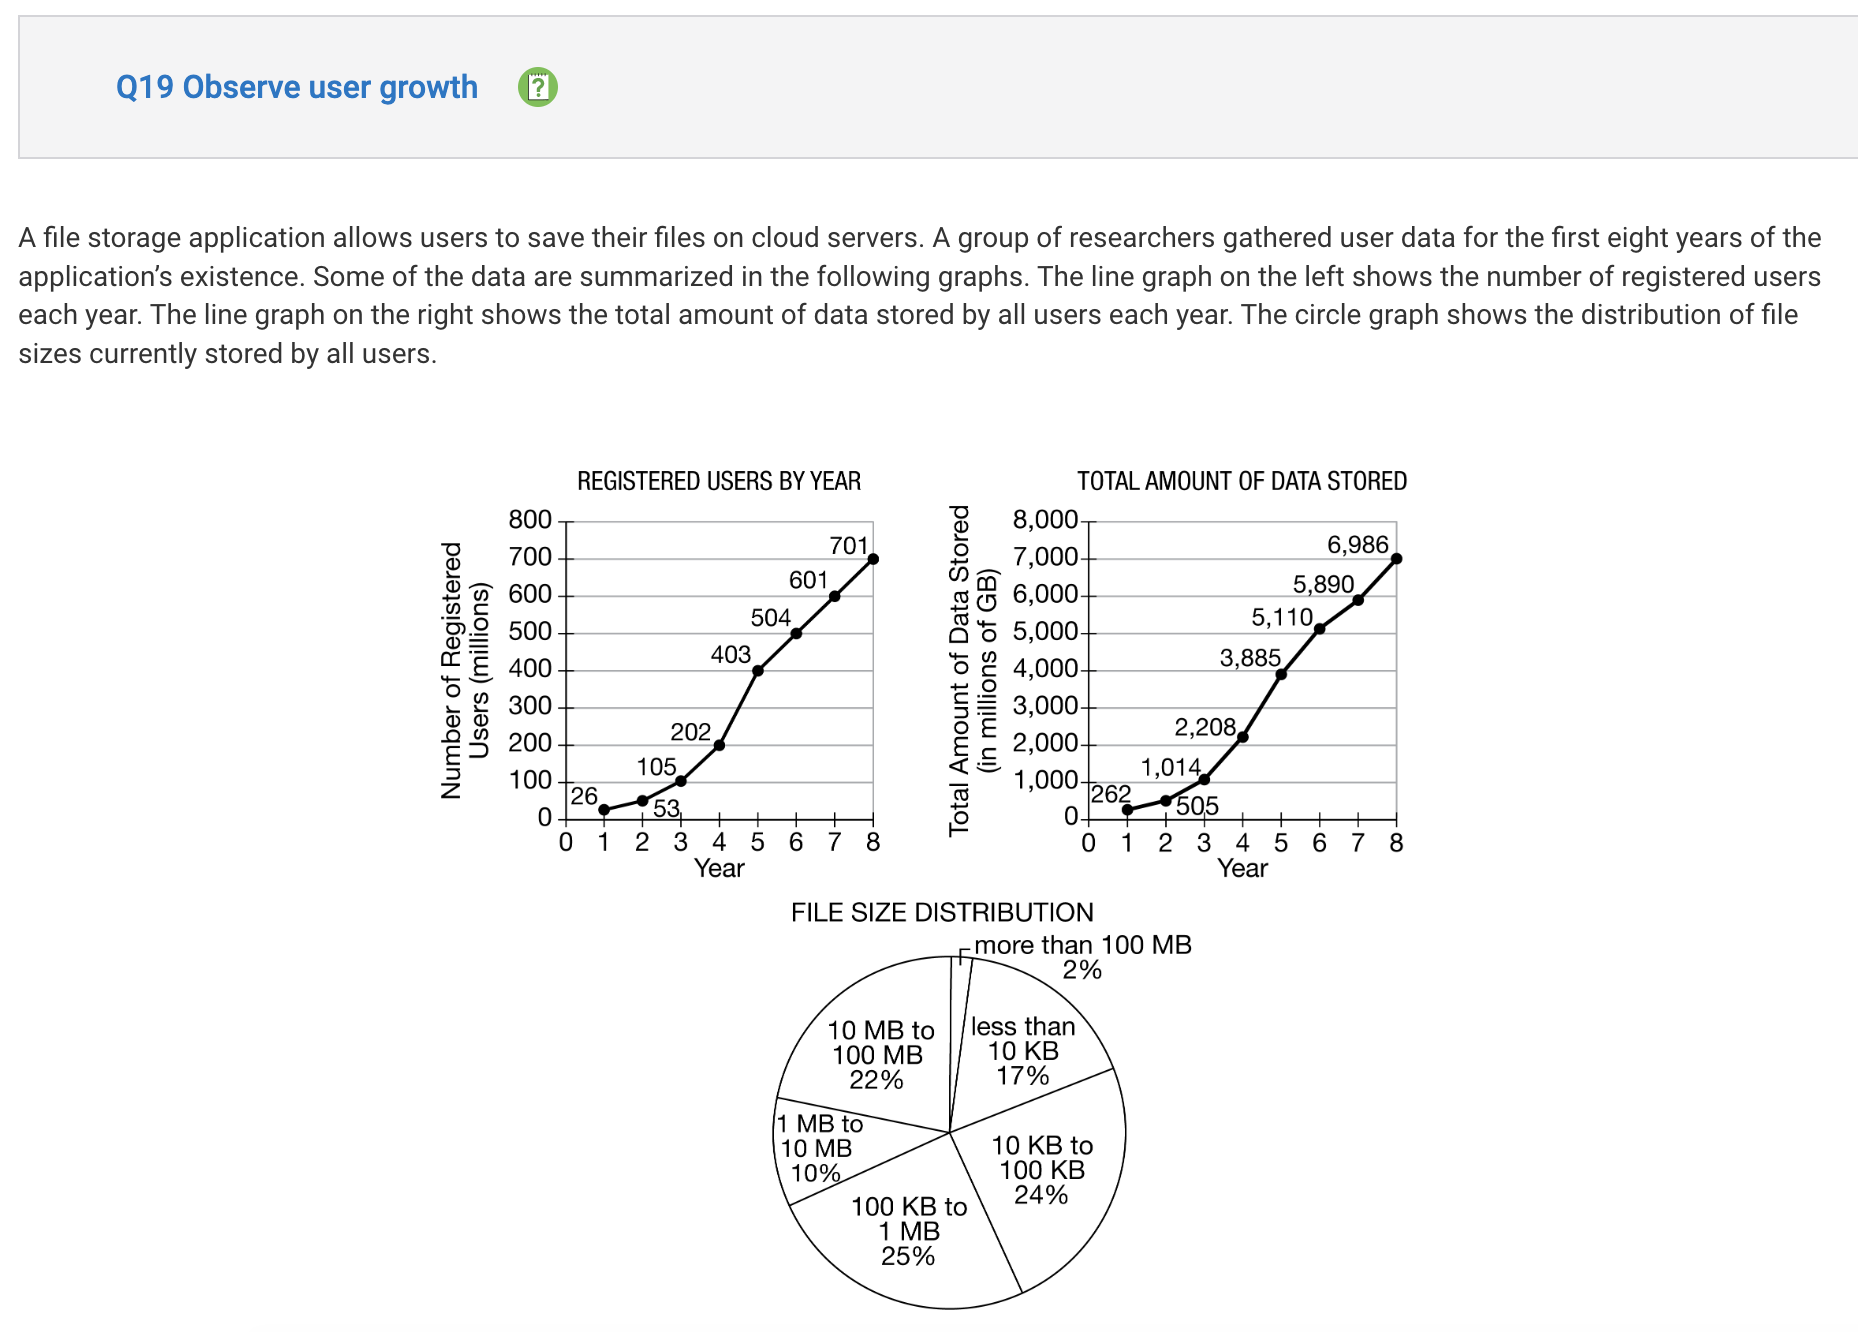 Q19 Observe user growth
A file storage application allows users to save their files on cloud servers. A group of researchers gathered user data for the first eight years of the
application's existence. Some of the data are summarized in the following graphs. The line graph on the left shows the number of registered users
each year. The line graph on the right shows the total amount of data stored by all users each year. The circle graph shows the distribution of file
sizes currently stored by all users.
REGISTERED USERS BY YEAR
Number of Registered
Users (millions)
800
700
600
500
400
300
200
100
0
26
53
105
202
403
504
601
701
0 1 2 3 4 5 6 7 8
Year
TOTAL AMOUNT OF DATA STORED
Total Amount of Data Stored
(in millions of GB)
8,000
7,000
6,000
5,000
4,000
3,000
2,000
1,000
0
262
505
1,014
2,208
3,885
5,110
5,890
6,986
0 1 2 3 4 5 6 7 8
Year
FILE SIZE DISTRIBUTION
more than 100 MB
2%
less than
10 KB
17%
10 KB to
100 KB
24%
100 KB to
1 MB
25%
1 MB to
10 MB
10%
10 MB to
100 MB
22%